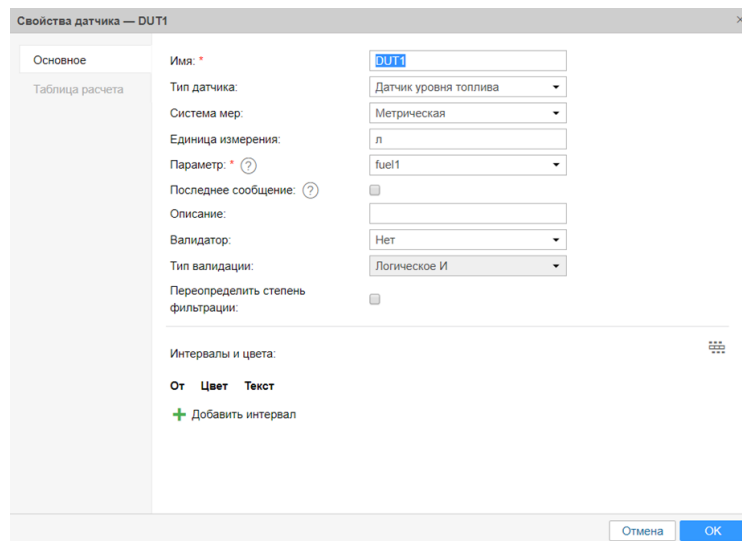 Свойства датчика — DUT1
Основное
Таблица расчета
Имя: * DUT1
Тип датчика: Датчик уровня топлива
Система мер: Метрическая
Единица измерения: л
Параметр: * ? fuel1
Последнее сообщение: ?
Описание:
Валидатор: Нет
Тип валидации: Логическое И
Переопределить степень
фильтрации:
Интервалы и цвета:
От Цвет Текст
Добавить интервал
Отмена OK